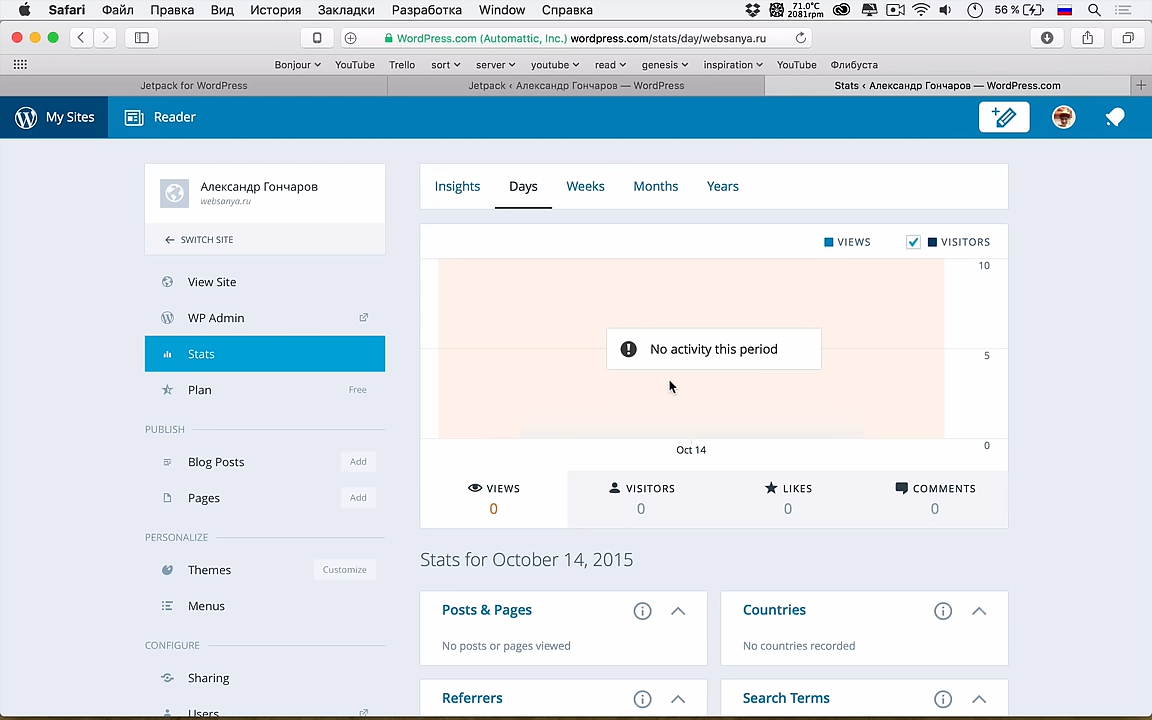 Safari Файл Правка Вид История Закладки Разработка Window Справка 71.0°C 2081rpm 56 %
WordPress.com (Automattic, Inc.) wordpress.com/stats/day/websanya.ru
Bonjour YouTube Trello sort server youtube read genesis inspiration YouTube Флибуста
Jetpack for WordPress Jetpack ‹ Александр Гончаров — WordPress Stats ‹ Александр Гончаров — WordPress.com
My Sites Reader
Александр Гончаров
websanya.ru
SWITCH SITE
View Site
WP Admin
Stats
Plan Free
PUBLISH
Blog Posts Add
Pages Add
PERSONALIZE
Themes Customize
Menus
CONFIGURE
Sharing
Users
Insights Days Weeks Months Years
VIEWS VISITORS
10
No activity this period
5
0
Oct 14
VIEWS VISITORS LIKES COMMENTS
0 0 0 0
Stats for October 14, 2015
Posts & Pages
No posts or pages viewed
Countries
No countries recorded
Referrers
Search Terms